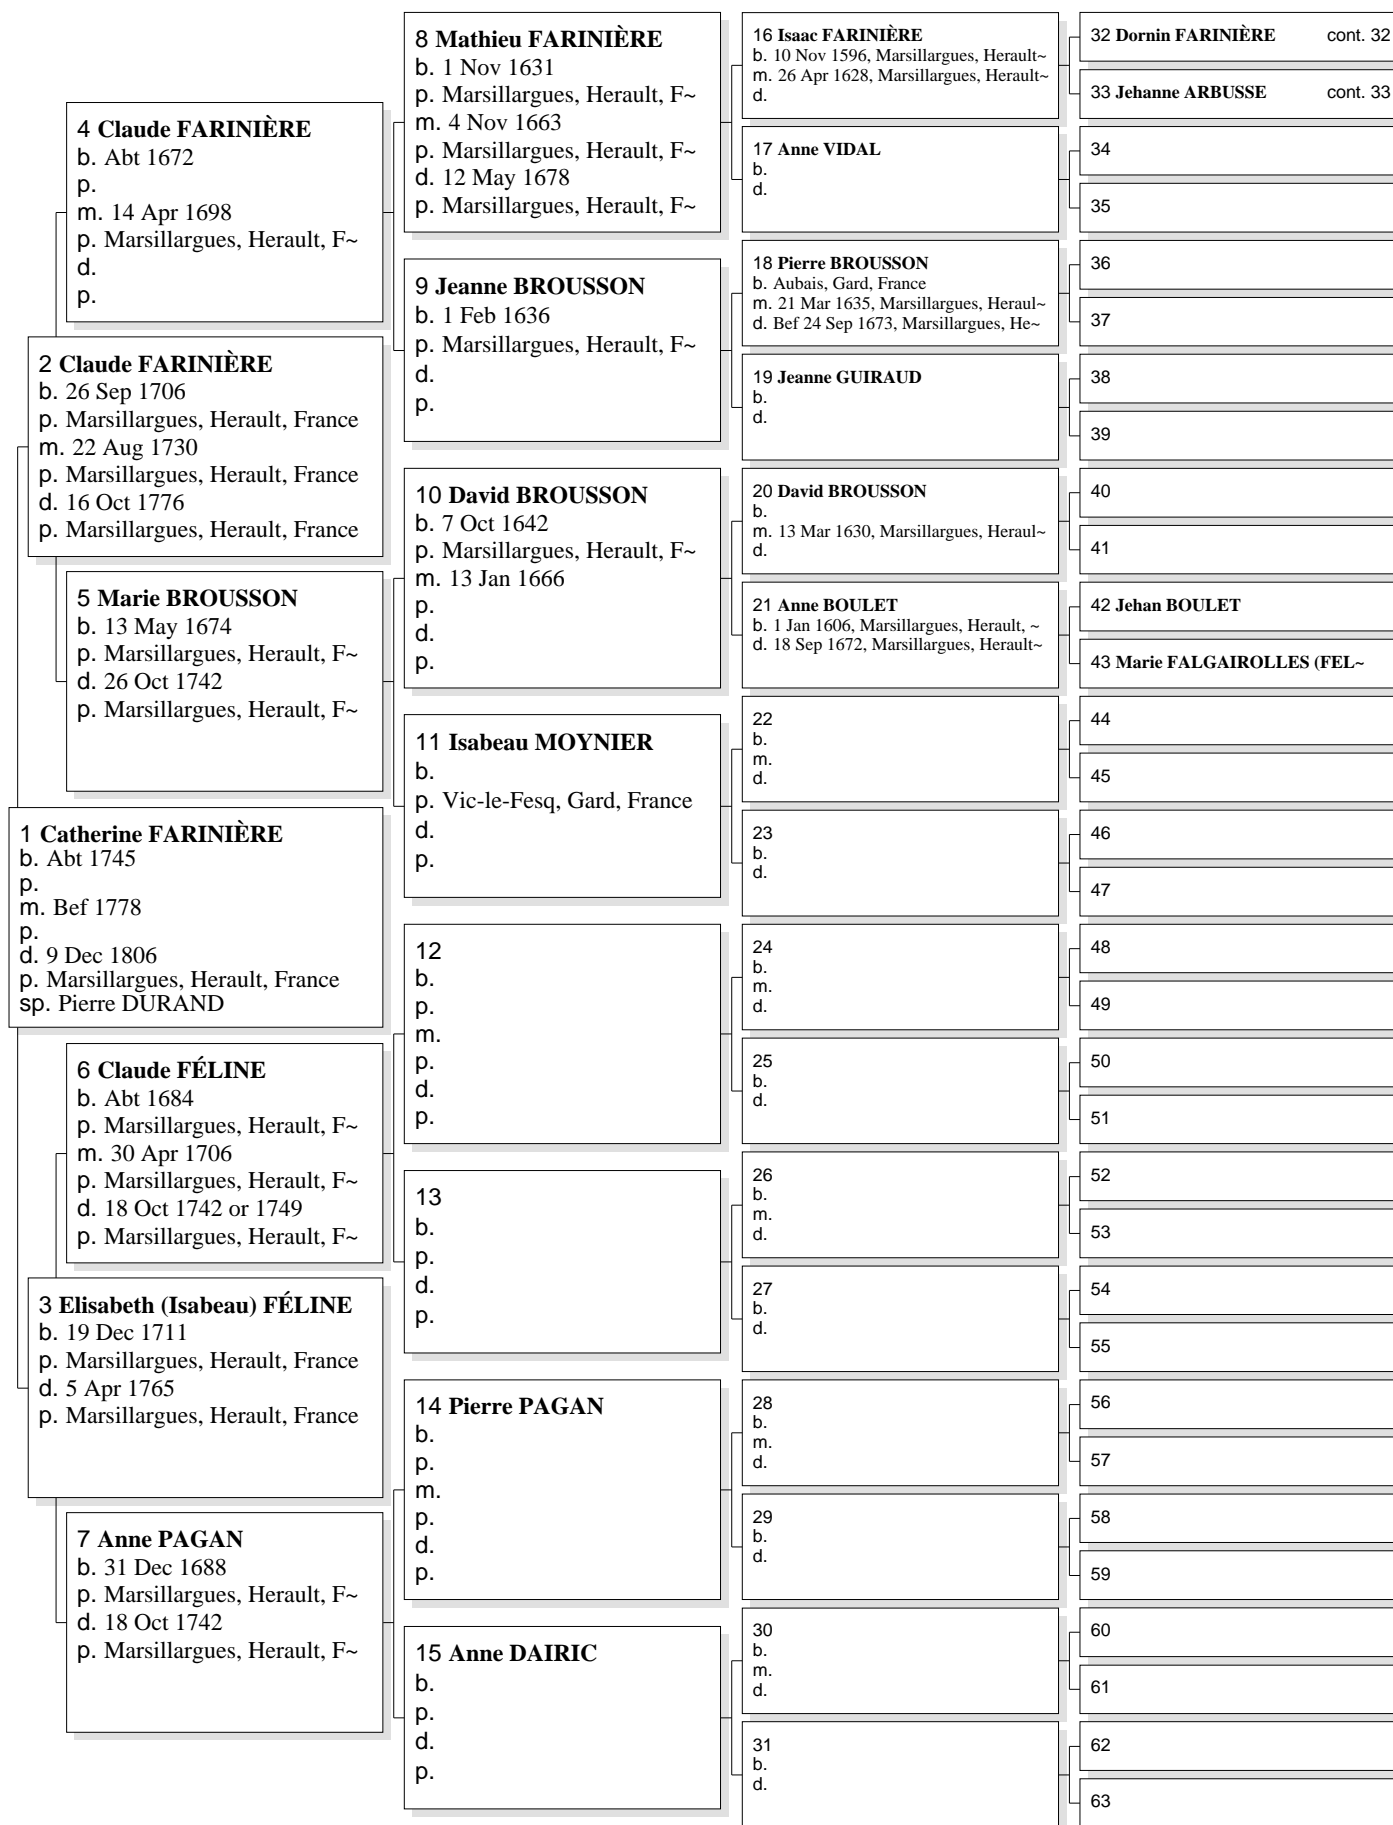 1 Catherine FARINIÈRE
b. Abt 1745
p.
m. Bef 1778
p.
d. 9 Dec 1806
p. Marsillargues, Herault, France
sp. Pierre DURAND
2 Claude FARINIÈRE
b. 26 Sep 1706
p. Marsillargues, Herault, France
m. 22 Aug 1730
p. Marsillargues, Herault, France
d. 16 Oct 1776
p. Marsillargues, Herault, France
3 Elisabeth (Isabeau) FÉLINE
b. 19 Dec 1711
p. Marsillargues, Herault, France
d. 5 Apr 1765
p. Marsillargues, Herault, France
4 Claude FARINIÈRE
b. Abt 1672
p.
m. 14 Apr 1698
p. Marsillargues, Herault, F~
d.
p.
5 Marie BROUSSON
b. 13 May 1674
p. Marsillargues, Herault, F~
d. 26 Oct 1742
p. Marsillargues, Herault, F~
6 Claude FÉLINE
b. Abt 1684
p. Marsillargues, Herault, F~
m. 30 Apr 1706
p. Marsillargues, Herault, F~
d. 18 Oct 1742 or 1749
p. Marsillargues, Herault, F~
7 Anne PAGAN
b. 31 Dec 1688
p. Marsillargues, Herault, F~
d. 18 Oct 1742
p. Marsillargues, Herault, F~
8 Mathieu FARINIÈRE
b. 1 Nov 1631
p. Marsillargues, Herault, F~
m. 4 Nov 1663
p. Marsillargues, Herault, F~
d. 12 May 1678
p. Marsillargues, Herault, F~
9 Jeanne BROUSSON
b. 1 Feb 1636
p. Marsillargues, Herault, F~
d.
p.
10 David BROUSSON
b. 7 Oct 1642
p. Marsillargues, Herault, F~
m. 13 Jan 1666
p.
d.
p.
11 Isabeau MOYNIER
b.
p. Vic-le-Fesq, Gard, France
d.
p.
12
b.
p.
m.
p.
d.
p.
13
b.
p.
d.
p.
14 Pierre PAGAN
b.
p.
m.
p.
d.
p.
15 Anne DAIRIC
b.
p.
d.
p.
16 Isaac FARINIÈRE
b. 10 Nov 1596, Marsillargues, Herault~
m. 26 Apr 1628, Marsillargues, Herault~
d.
17 Anne VIDAL
b.
d.
18 Pierre BROUSSON
b. Aubais, Gard, France
m. 21 Mar 1635, Marsillargues, Heraul~
d. Bef 24 Sep 1673, Marsillargues, He~
19 Jeanne GUIRAUD
b.
d.
20 David BROUSSON
b.
m. 13 Mar 1630, Marsillargues, Heraul~
d.
21 Anne BOULET
b. 1 Jan 1606, Marsillargues, Herault, ~
d. 18 Sep 1672, Marsillargues, Herault~
22
b.
m.
d.
23
b.
d.
24
b.
m.
d.
25
b.
d.
26
b.
m.
d.
27
b.
d.
28
b.
m.
d.
29
b.
d.
30
b.
m.
d.
31
b.
d.
32 Dornin FARINIÈRE cont. 32
33 Jehanne ARBUSSE cont. 33
34
35
36
37
38
39
40
41
42 Jehan BOULET
43 Marie FALGAIROLLES (FEL~
44
45
46
47
48
49
50
51
52
53
54
55
56
57
58
59
60
61
62
63